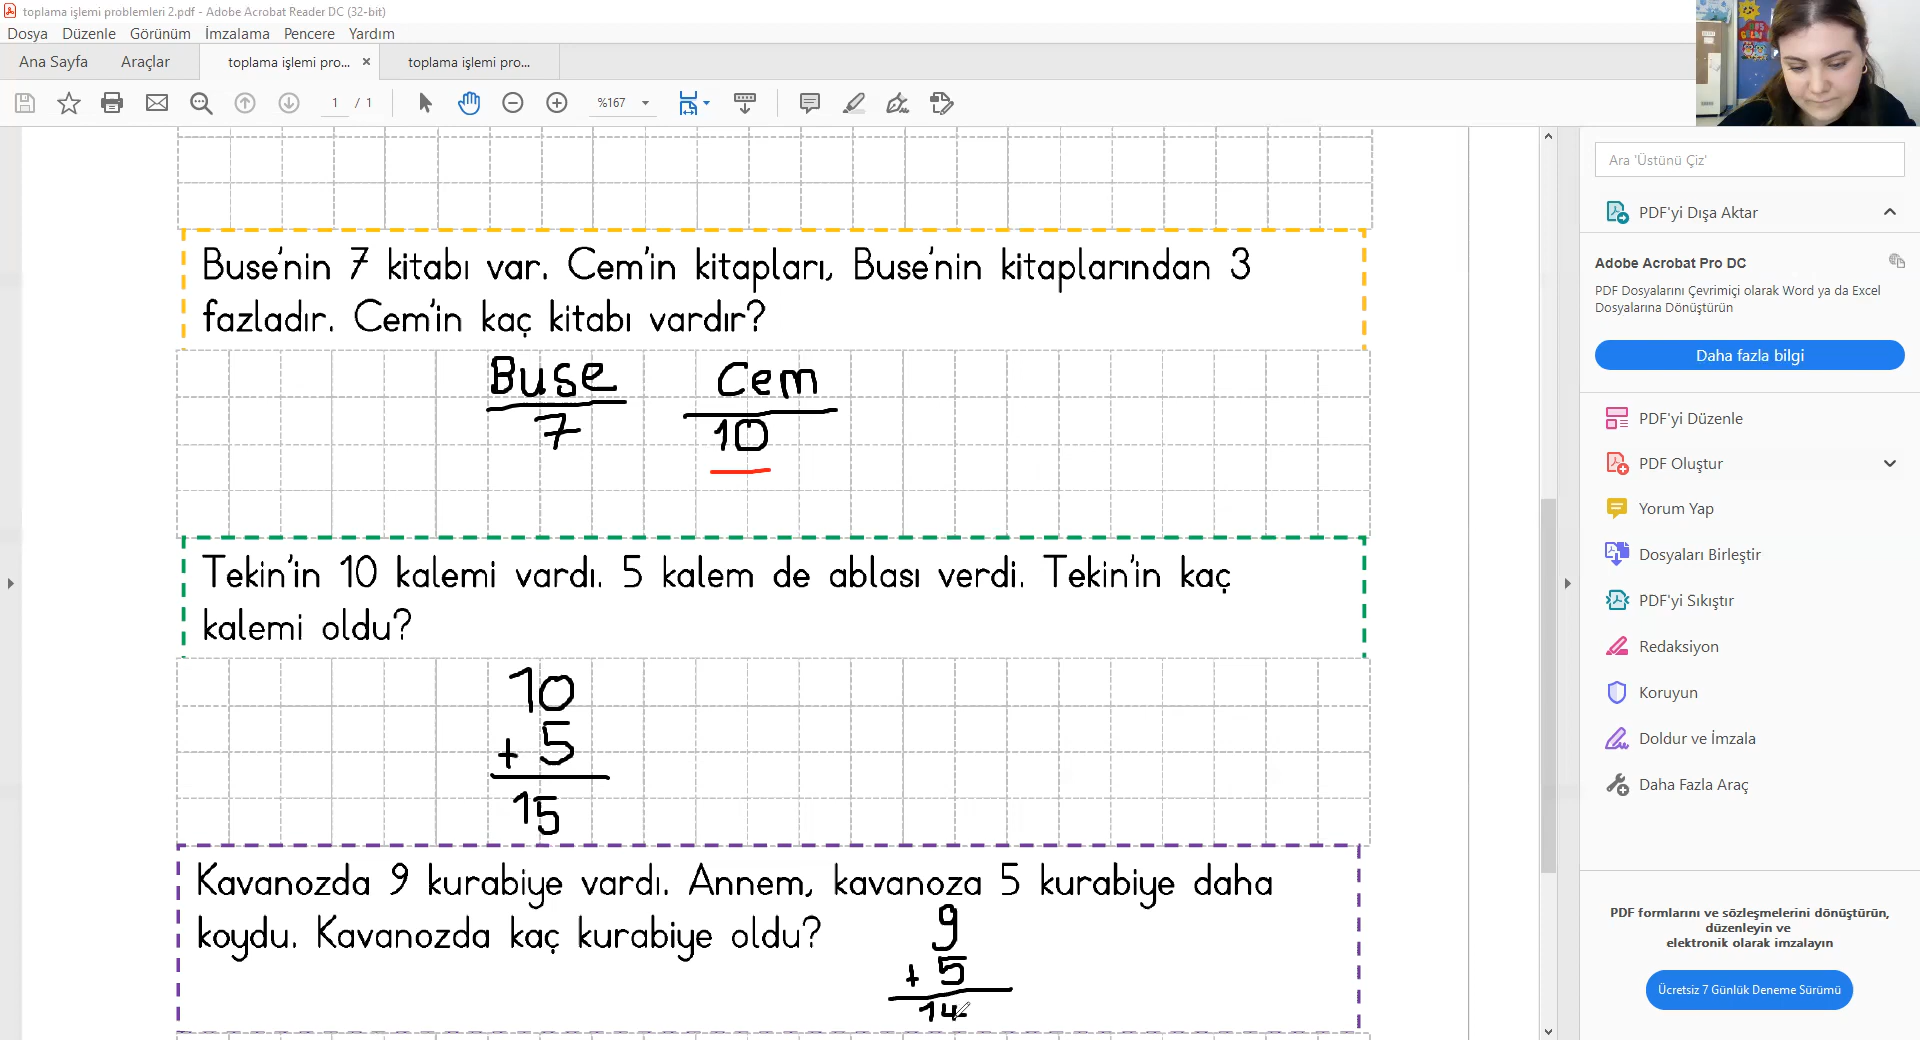 toplama işlemi problemleri 2.pdf - Adobe Acrobat Reader DC (32-bit)
Dosya Düzenle Görünüm İmzalama Pencere Yardım
Ana Sayfa Araçlar toplama işlemi pro... × toplama işlemi pro...
1 / 1 %167
Ara 'Üstünü Çiz'
PDF'yi Dışa Aktar
Adobe Acrobat Pro DC
PDF Dosyalarını Çevrimiçi olarak Word ya da Excel
Dosyalarına Dönüştürün
Daha fazla bilgi
PDF'yi Düzenle
PDF Oluştur
Yorum Yap
Dosyaları Birleştir
PDF'yi Sıkıştır
Redaksiyon
Koruyun
Doldur ve İmzala
Daha Fazla Araç
PDF formlarını ve sözleşmelerini dönüştürün,
düzenleyin ve
elektronik olarak imzalayın
Ücretsiz 7 Günlük Deneme Sürümü
Buse'nin 7 kitabı var. Cem'in kitapları, Buse'nin kitaplarından 3
fazladır. Cem'in kaç kitabı vardır?
Buse Cem
7 10
Tekin'in 10 kalemi vardı. 5 kalem de ablası verdi. Tekin'in kaç
kalemi oldu?
10
+ 5
15
Kavanozda 9 kurabiye vardı. Annem, kavanoza 5 kurabiye daha
koydu. Kavanozda kaç kurabiye oldu?
9
+ 5
14